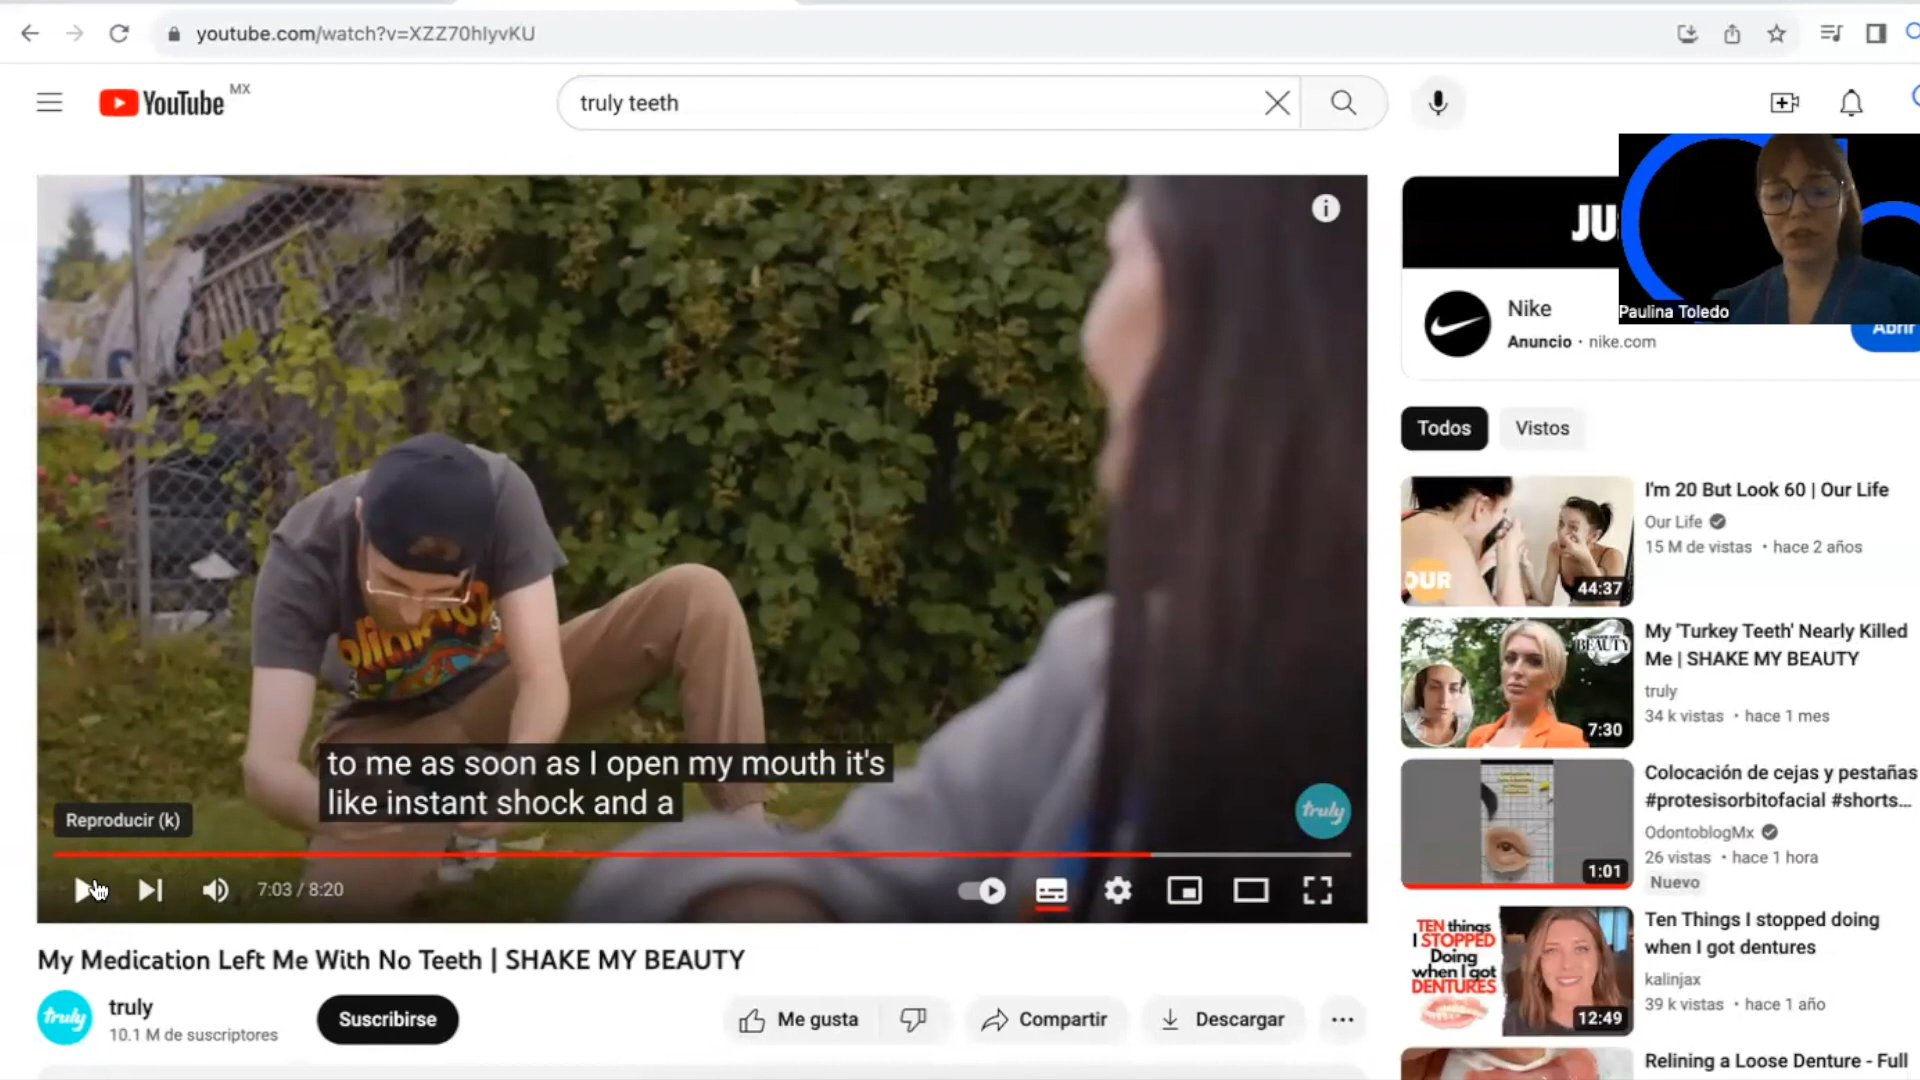 youtube.com/watch?v=XZZ70hIyvKU
YouTube MX
truly teeth
JU
Nike
Anuncio · nike.com
Abrir
Paulina Toledo
to me as soon as I open my mouth it's
like instant shock and a
truly
Reproducir (k)
7:03 / 8:20
My Medication Left Me With No Teeth | SHAKE MY BEAUTY
truly
truly
10.1 M de suscriptores
Suscribirse
Me gusta
Compartir
Descargar
Todos
Vistos
OUR
44:37
I'm 20 But Look 60 | Our Life
Our Life
15 M de vistas · hace 2 años
BEAUTY
7:30
My 'Turkey Teeth' Nearly Killed
Me | SHAKE MY BEAUTY
truly
34 k vistas · hace 1 mes
1:01
Colocación de cejas y pestañas
#protesisorbitofacial #shorts...
OdontoblogMx
26 vistas · hace 1 hora
Nuevo
TEN things
I STOPPED
Doing
when I got
DENTURES
12:49
Ten Things I stopped doing
when I got dentures
kalinjax
39 k vistas · hace 1 año
Relining a Loose Denture - Full